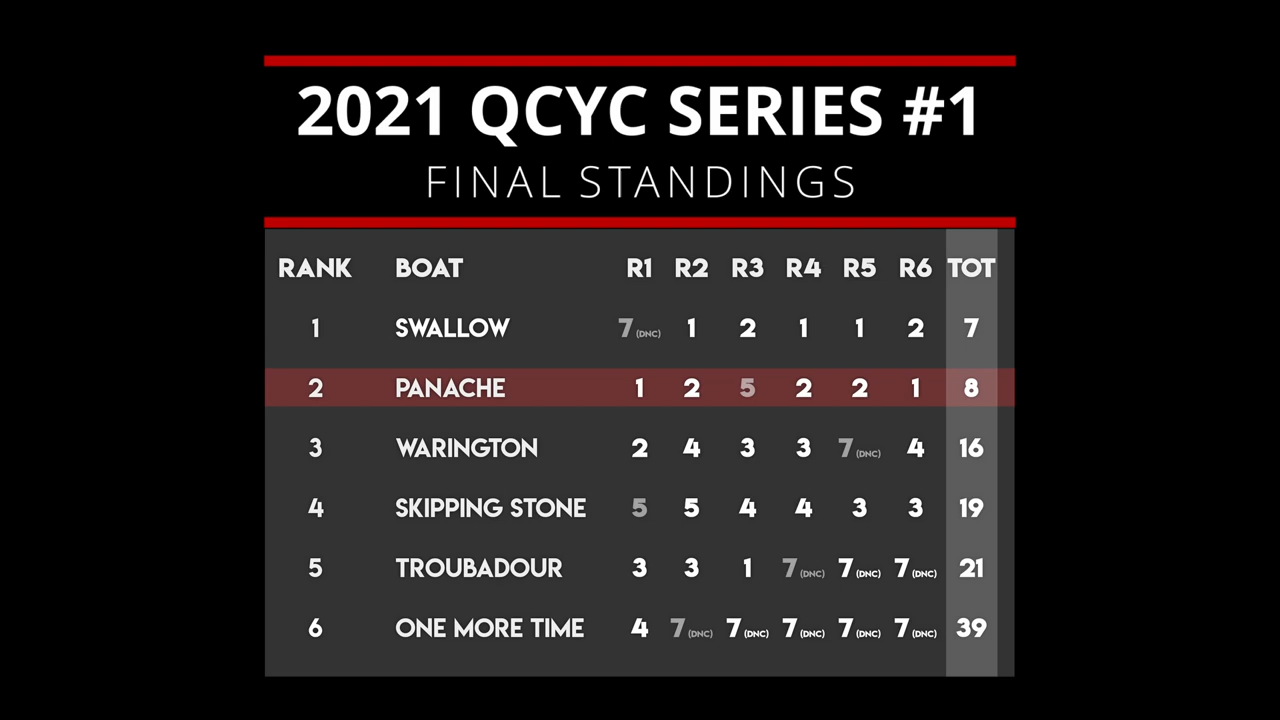 2021 QCYC SERIES #1
FINAL STANDINGS
RANK BOAT R1 R2 R3 R4 R5 R6 TOT
1 SWALLOW 7 (DNC) 1 2 1 1 2 7
2 PANACHE 1 2 5 2 2 1 8
3 WARINGTON 2 4 3 3 7 (DNC) 4 16
4 SKIPPING STONE 5 5 4 4 3 3 19
5 TROUBADOUR 3 3 1 7 (DNC) 7 (DNC) 7 (DNC) 21
6 ONE MORE TIME 4 7 (DNC) 7 (DNC) 7 (DNC) 7 (DNC) 7 (DNC) 39